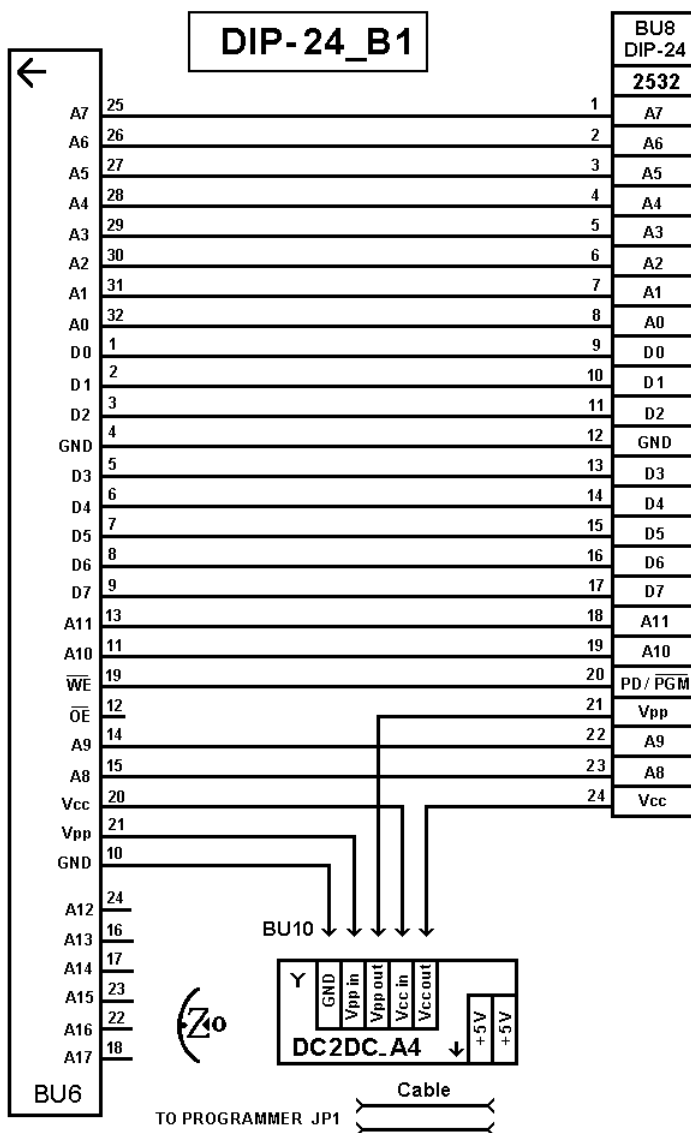 DIP-24_B1
BU8
DIP-24
2532
A7 25 1 A7
A6 26 2 A6
A5 27 3 A5
A4 28 4 A4
A3 29 5 A3
A2 30 6 A2
A1 31 7 A1
A0 32 8 A0
D0 1 9 D0
D1 2 10 D1
D2 3 11 D2
GND 4 12 GND
D3 5 13 D3
D4 6 14 D4
D5 7 15 D5
D6 8 16 D6
D7 9 17 D7
A11 13 18 A11
A10 11 19 A10
W̅E̅ 19 20 PD/P̅G̅M̅
O̅E̅ 12 21 Vpp
A9 14 22 A9
A8 15 23 A8
Vcc 20 24 Vcc
Vpp 21
GND 10
A12 24
A13 16
A14 17
A15 23
A16 22
A17 18
BU6
BU10
Y GND Vpp in Vpp out Vcc in Vcc out
+5V +5V
DC2DC_A4
Zo
Cable
TO PROGRAMMER JP1